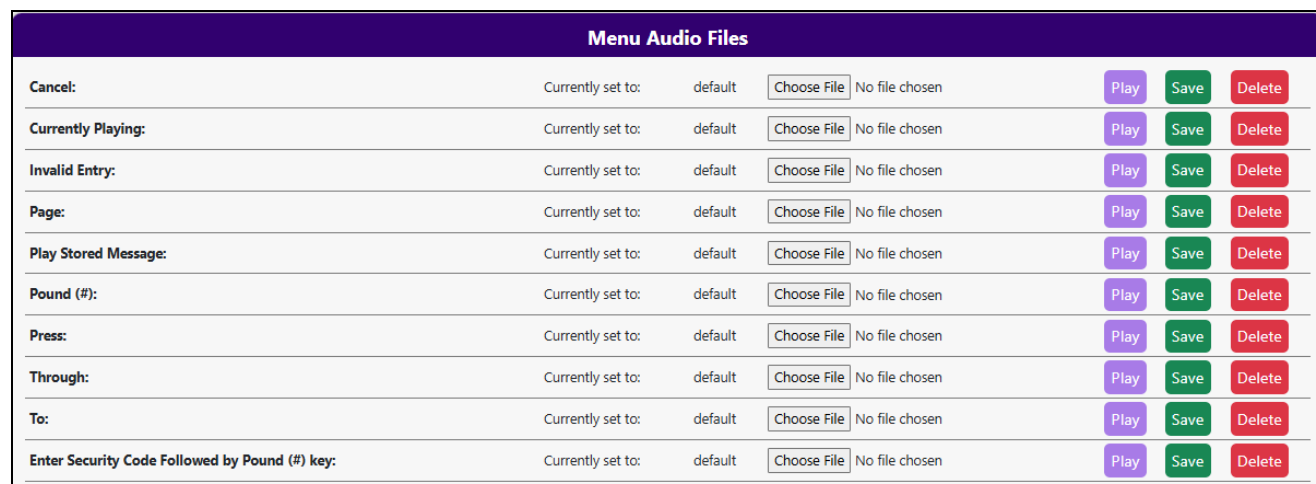 Menu Audio Files
Cancel: Currently set to: default Choose File No file chosen Play Save Delete
Currently Playing: Currently set to: default Choose File No file chosen Play Save Delete
Invalid Entry: Currently set to: default Choose File No file chosen Play Save Delete
Page: Currently set to: default Choose File No file chosen Play Save Delete
Play Stored Message: Currently set to: default Choose File No file chosen Play Save Delete
Pound (#): Currently set to: default Choose File No file chosen Play Save Delete
Press: Currently set to: default Choose File No file chosen Play Save Delete
Through: Currently set to: default Choose File No file chosen Play Save Delete
To: Currently set to: default Choose File No file chosen Play Save Delete
Enter Security Code Followed by Pound (#) key: Currently set to: default Choose File No file chosen Play Save Delete